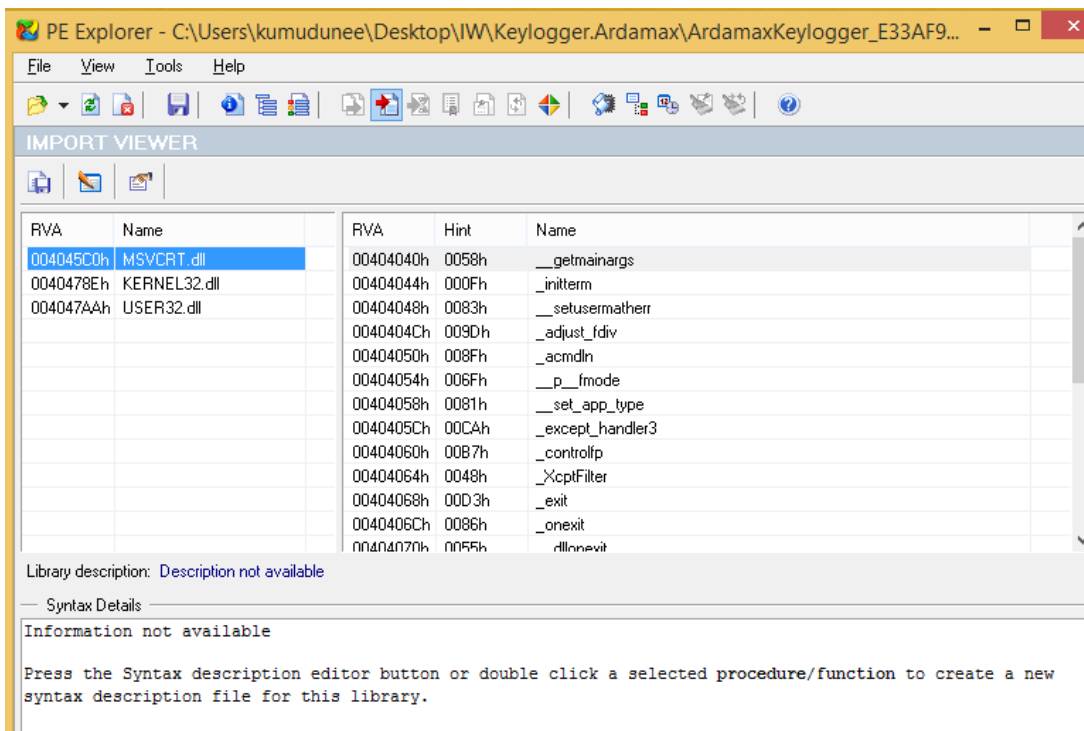 PE Explorer - C:\Users\kumudunee\Desktop\IW\Keylogger.Ardamax\ArdamaxKeylogger_E33AF9...
File View Tools Help
IMPORT VIEWER
RVA Name RVA Hint Name
004045C0h MSVCRT.dll 00404040h 0058h __getmainargs
0040478Eh KERNEL32.dll 00404044h 000Fh _initterm
004047AAh USER32.dll 00404048h 0083h __setusermatherr
0040404Ch 009Dh _adjust_fdiv
00404050h 008Fh _acmdln
00404054h 006Fh __p__fmode
00404058h 0081h __set_app_type
0040405Ch 00CAh _except_handler3
00404060h 00B7h _controlfp
00404064h 0048h _XcptFilter
00404068h 00D3h _exit
0040406Ch 0086h _onexit
00404070h 0055h __dllonexit
Library description: Description not available
Syntax Details
Information not available
Press the Syntax description editor button or double click a selected procedure/function to create a new
syntax description file for this library.